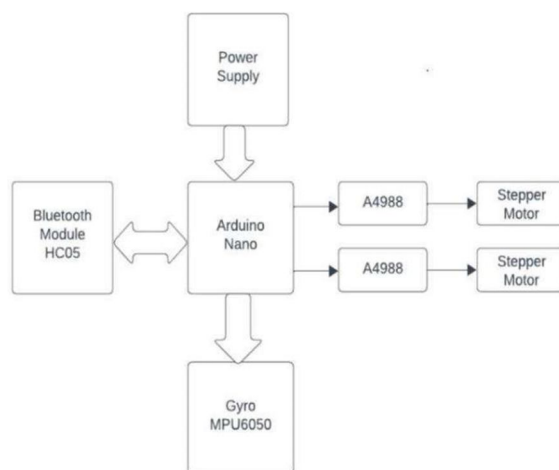 Power
Supply
Bluetooth
Module
HC05
Arduino
Nano
A4988
Stepper
Motor
A4988
Stepper
Motor
Gyro
MPU6050